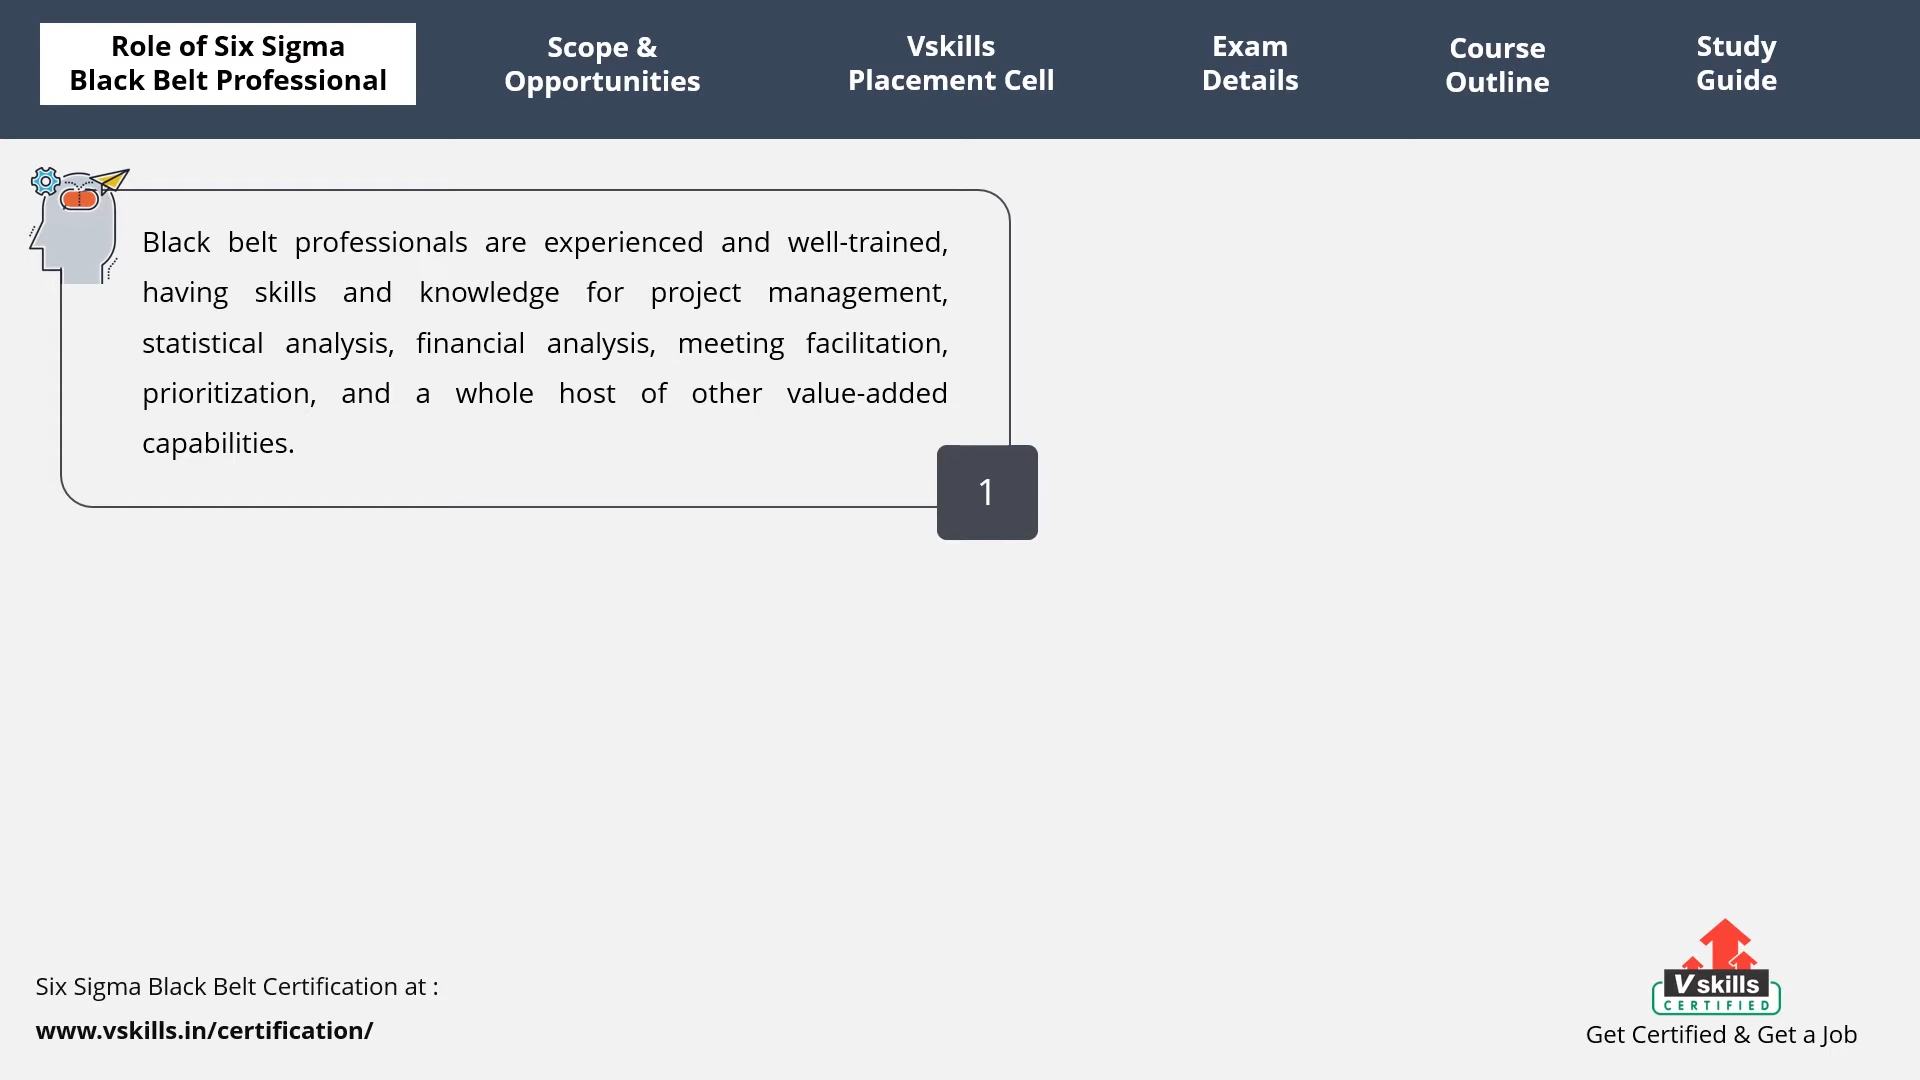 Role of Six Sigma
Black Belt Professional
Scope &
Opportunities
Vskills
Placement Cell
Exam
Details
Course
Outline
Study
Guide
Black belt professionals are experienced and well-trained,
having skills and knowledge for project management,
statistical analysis, financial analysis, meeting facilitation,
prioritization, and a whole host of other value-added
capabilities.
1
Six Sigma Black Belt Certification at :
www.vskills.in/certification/
Vskills
CERTIFIED
Get Certified & Get a Job